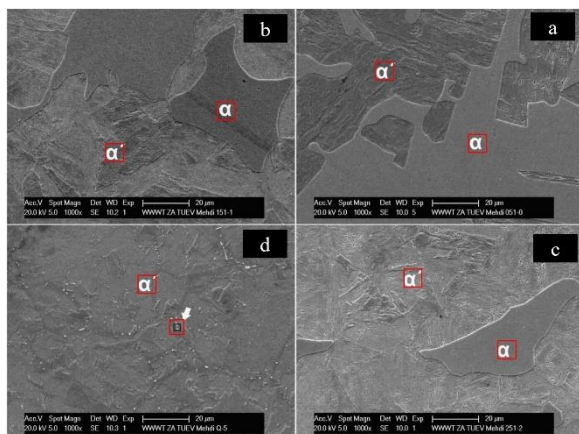 b
α
α'
Acc.V Spot Magn Det WD Exp 20 μm
20.0 kV 5.0 1000x SE 10.2 1 WWWT ZA TUEV Mehdi 151-1
a
α'
α
Acc.V Spot Magn Det WD Exp 20 μm
20.0 kV 5.0 1000x SE 10.0 5 WWWT ZA TUEV Mehdi 051-0
d
α'
Acc.V Spot Magn Det WD Exp 20 μm
20.0 kV 5.0 1000x SE 10.3 1 WWWT ZA TUEV Mehdi Q-5
c
α'
α
Acc.V Spot Magn Det WD Exp 20 μm
20.0 kV 5.0 1000x SE 10.0 1 WWWT ZA TUEV Mehdi 251-2